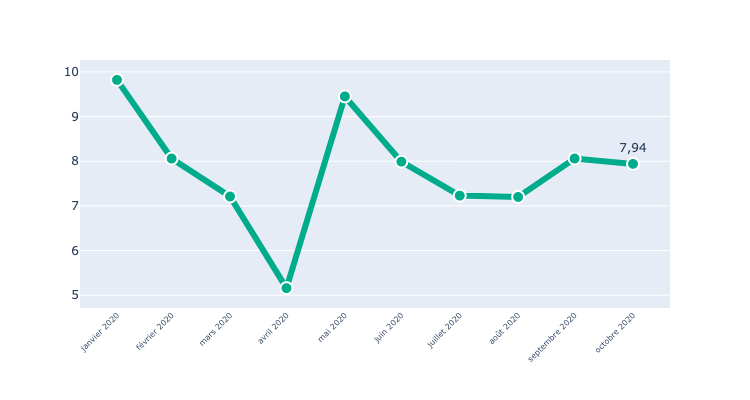 10
9
8
7
6
5
7,94
janvier 2020
février 2020
mars 2020
avril 2020
mai 2020
juin 2020
juillet 2020
août 2020
septembre 2020
octobre 2020